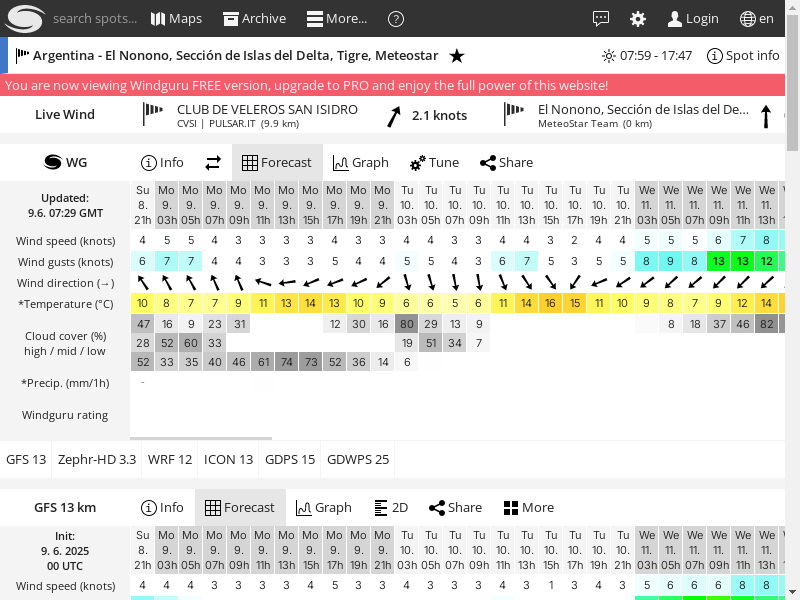 search spots... Maps Archive More... ? Login en
Argentina - El Nonono, Sección de Islas del Delta, Tigre, Meteostar ★ 07:59 - 17:47 Spot info
You are now viewing Windguru FREE version, upgrade to PRO and enjoy the full power of this website!
Live Wind CLUB DE VELEROS SAN ISIDRO 2.1 knots El Nonono, Sección de Islas del De...
CVSI | PULSAR.IT (9.9 km) MeteoStar Team (0 km)
WG Info Forecast Graph Tune Share
Updated: Su Mo Mo Mo Mo Mo Mo Mo Mo Mo Mo Tu Tu Tu Tu Tu Tu Tu Tu Tu Tu We We We We We We
9.6. 07:29 GMT 8. 9. 9. 9. 9. 9. 9. 9. 9. 9. 9. 10. 10. 10. 10. 10. 10. 10. 10. 10. 10. 11. 11. 11. 11. 11. 11.
21h 03h 05h 07h 09h 11h 13h 15h 17h 19h 21h 03h 05h 07h 09h 11h 13h 15h 17h 19h 21h 03h 05h 07h 09h 11h 13h
Wind speed (knots) 4 5 5 4 3 3 3 3 4 3 3 4 4 3 3 4 4 3 2 4 4 5 5 5 6 7 8
Wind gusts (knots) 6 7 7 4 4 3 3 3 5 4 4 5 5 4 3 6 7 5 3 5 5 8 9 8 13 13 12
Wind direction (→)
*Temperature (°C) 10 8 7 7 9 11 13 14 13 10 9 6 6 5 6 11 14 16 15 11 10 9 8 7 9 12 14
Cloud cover (%)
high / mid / low
47 16 9 23 31 12 30 16 80 29 13 9 8 18 37 46 82
28 52 60 33 19 51 34 7
52 33 35 40 46 61 74 73 52 36 14 6
*Precip. (mm/1h) -
Windguru rating
GFS 13 Zephr-HD 3.3 WRF 12 ICON 13 GDPS 15 GDWPS 25
GFS 13 km Info Forecast Graph 2D Share More
Init: Su Mo Mo Mo Mo Mo Mo Mo Mo Mo Mo Tu Tu Tu Tu Tu Tu Tu Tu Tu Tu We We We We We We
9. 6. 2025 8. 9. 9. 9. 9. 9. 9. 9. 9. 9. 9. 10. 10. 10. 10. 10. 10. 10. 10. 10. 10. 11. 11. 11. 11. 11. 11.
00 UTC 21h 03h 05h 07h 09h 11h 13h 15h 17h 19h 21h 03h 05h 07h 09h 11h 13h 15h 17h 19h 21h 03h 05h 07h 09h 11h 13h
Wind speed (knots) 4 4 4 3 3 3 3 4 5 3 3 4 3 3 3 4 3 1 3 4 3 5 6 6 6 8 8